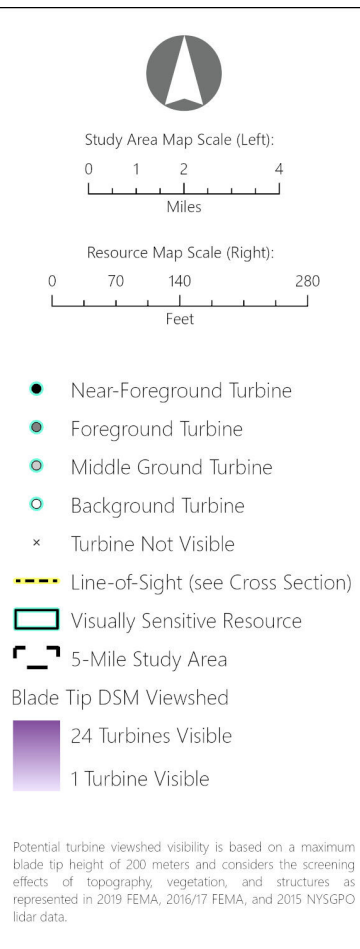 Study Area Map Scale (Left):
0 1 2 4
Miles
Resource Map Scale (Right):
0 70 140 280
Feet
Near-Foreground Turbine
Foreground Turbine
Middle Ground Turbine
Background Turbine
Turbine Not Visible
Line-of-Sight (see Cross Section)
Visually Sensitive Resource
5-Mile Study Area
Blade Tip DSM Viewshed
24 Turbines Visible
1 Turbine Visible
Potential turbine viewshed visibility is based on a maximum
blade tip height of 200 meters and considers the screening
effects of topography, vegetation, and structures as
represented in 2019 FEMA, 2016/17 FEMA, and 2015 NYSGPO
lidar data.